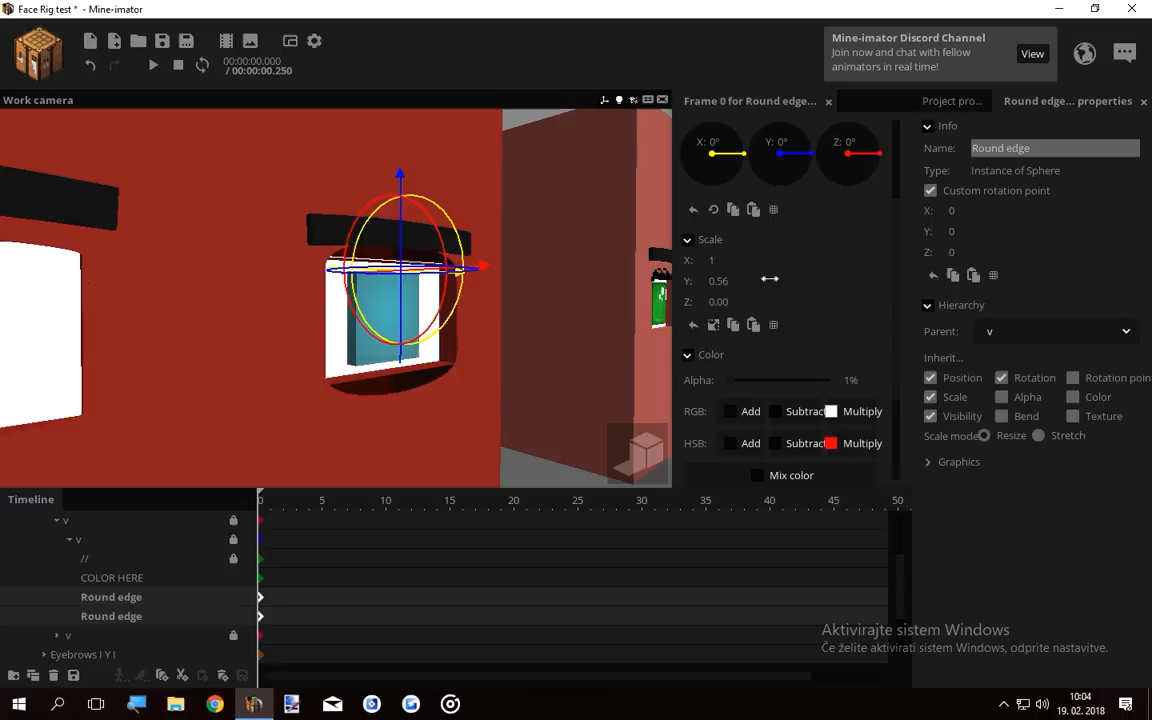 Face Rig test * - Mine-imator
00:00:00.000
/ 00:00:00.250
Mine-imator Discord Channel
Join now and chat with fellow
animators in real time!
View
Work camera
Frame 0 for Round edge...
Project pro...
Round edge... properties
X: 0°
Y: 0°
Z: 0°
Scale
X: 1
Y: 0.56
Z: 0.00
Color
Alpha:
1%
RGB:
Add
Subtract
Multiply
HSB:
Add
Subtract
Multiply
Mix color
Info
Name:
Round edge
Type:
Instance of Sphere
Custom rotation point
X: 0
Y: 0
Z: 0
Hierarchy
Parent:
v
Inherit...
Position
Rotation
Rotation poin
Scale
Alpha
Color
Visibility
Bend
Texture
Scale mode
Resize
Stretch
Graphics
Timeline
0 5 10 15 20 25 30 35 40 45 50
v
v
//
COLOR HERE
Round edge
Round edge
v
Eyebrows I Y I
Aktivirajte sistem Windows
Če želite aktivirati sistem Windows, odprite nastavitve.
10:04
19. 02. 2018